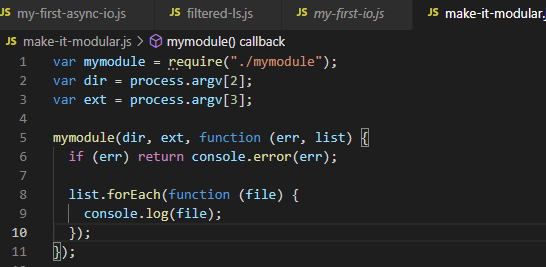 JS my-first-async-io.js JS filtered-ls.js JS my-first-io.js JS make-it-modular.
JS make-it-modular.js > mymodule() callback
1 var mymodule = require("./mymodule");
2 var dir = process.argv[2];
3 var ext = process.argv[3];
4
5 mymodule(dir, ext, function (err, list) {
6 if (err) return console.error(err);
7
8 list.forEach(function (file) {
9 console.log(file);
10 });
11 });